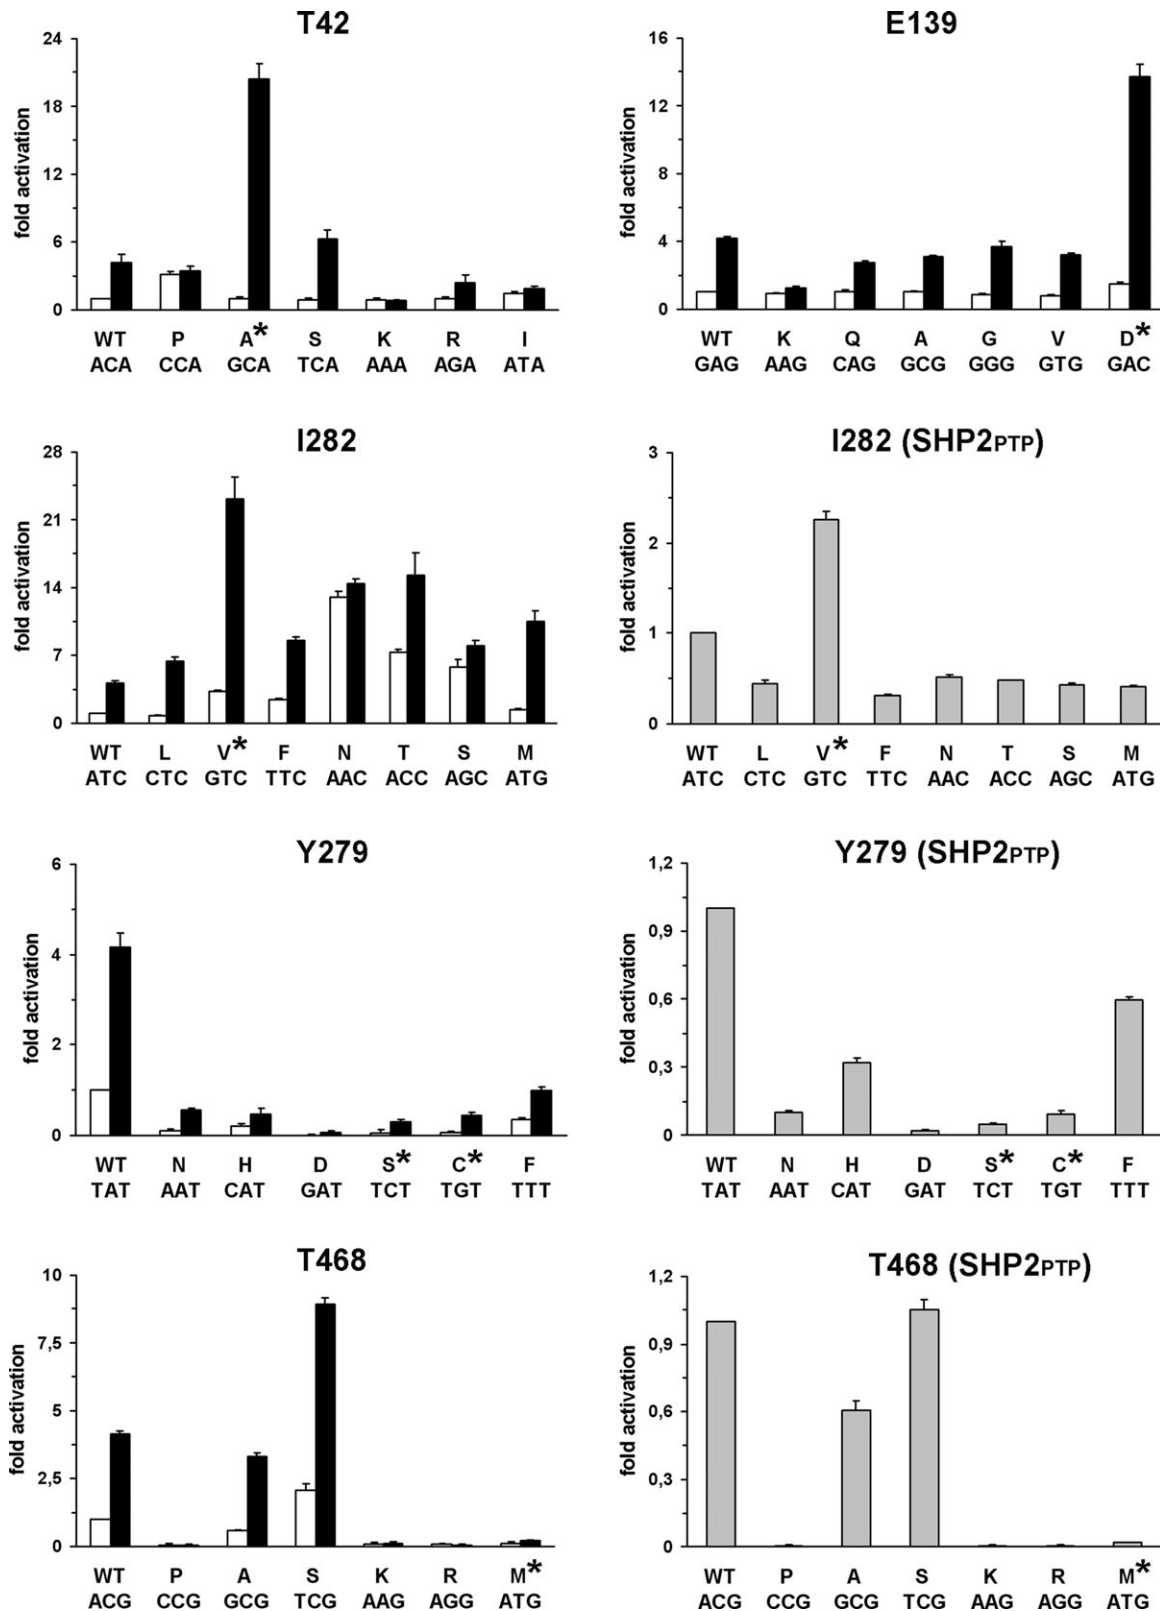 T42
fold activation
24
18
12
6
0
WT P A* S K R I
ACA CCA GCA TCA AAA AGA ATA
E139
fold activation
16
12
8
4
0
WT K Q A G V D*
GAG AAG CAG GCG GGG GTG GAC
I282
fold activation
28
21
14
7
0
WT L V* F N T S M
ATC CTC GTC TTC AAC ACC AGC ATG
I282 (SHP2PTP)
fold activation
3
2
1
0
WT L V* F N T S M
ATC CTC GTC TTC AAC ACC AGC ATG
Y279
fold activation
6
4
2
0
WT N H D S* C* F
TAT AAT CAT GAT TCT TGT TTT
Y279 (SHP2PTP)
fold activation
1,2
0,9
0,6
0,3
0
WT N H D S* C* F
TAT AAT CAT GAT TCT TGT TTT
T468
fold activation
10
7,5
5
2,5
0
WT P A S K R M*
ACG CCG GCG TCG AAG AGG ATG
T468 (SHP2PTP)
fold activation
1,2
0,9
0,6
0,3
0
WT P A S K R M*
ACG CCG GCG TCG AAG AGG ATG